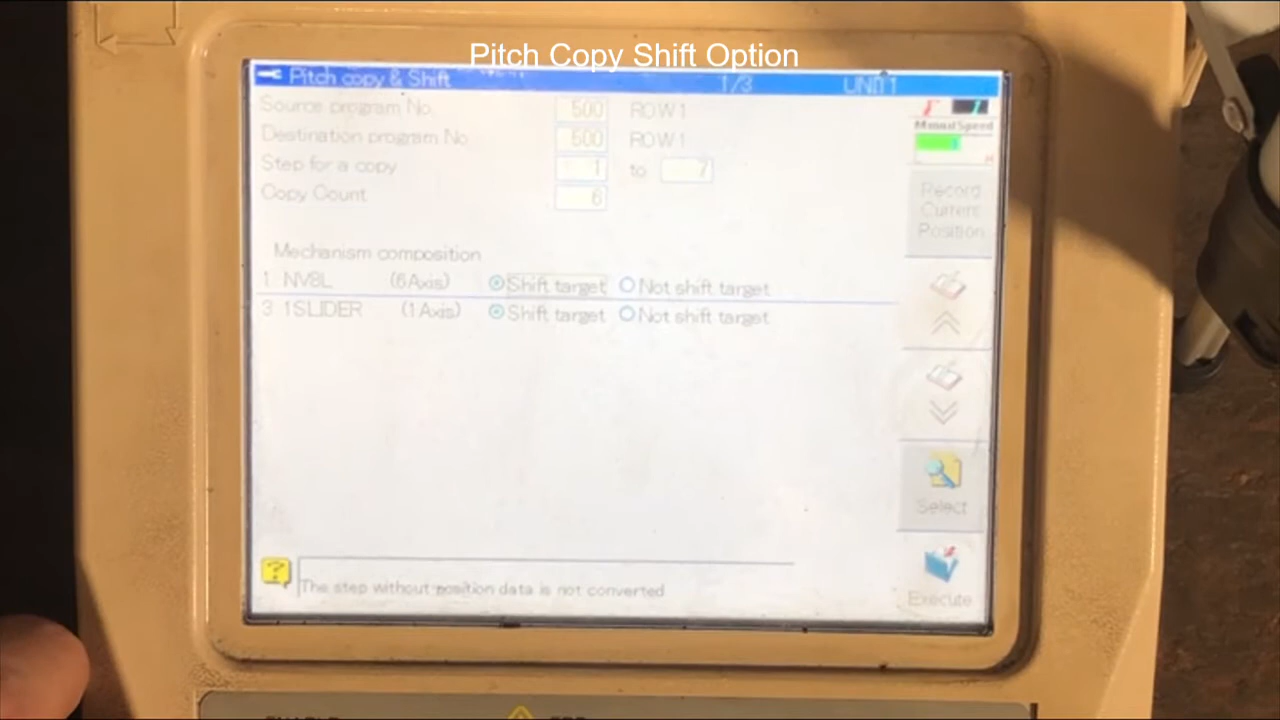 Pitch Copy Shift Option
Pitch copy & Shift 1/3 UNIT1
Source program No. 500 ROW1
Destination program No. 500 ROW1
Step for a copy 1 to 7
Copy Count 6
Manual Speed
Record
Current
Position
Mechanism composition
1 NV8L (6Axis) Shift target Not shift target
3 1SLIDER (1Axis) Shift target Not shift target
Select
The step without position data is not converted
Execute